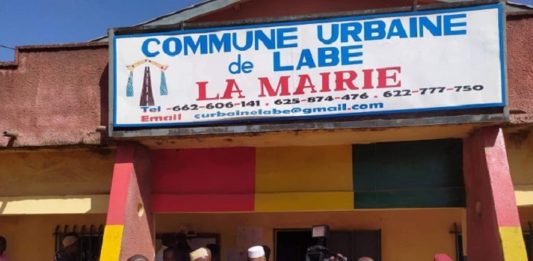 COMMUNE URBAINE
de LABE
LA MAIRIE
Tel -662-606-141. 625-874-476. 622-777-750
Email curbainelabe@gmail.com